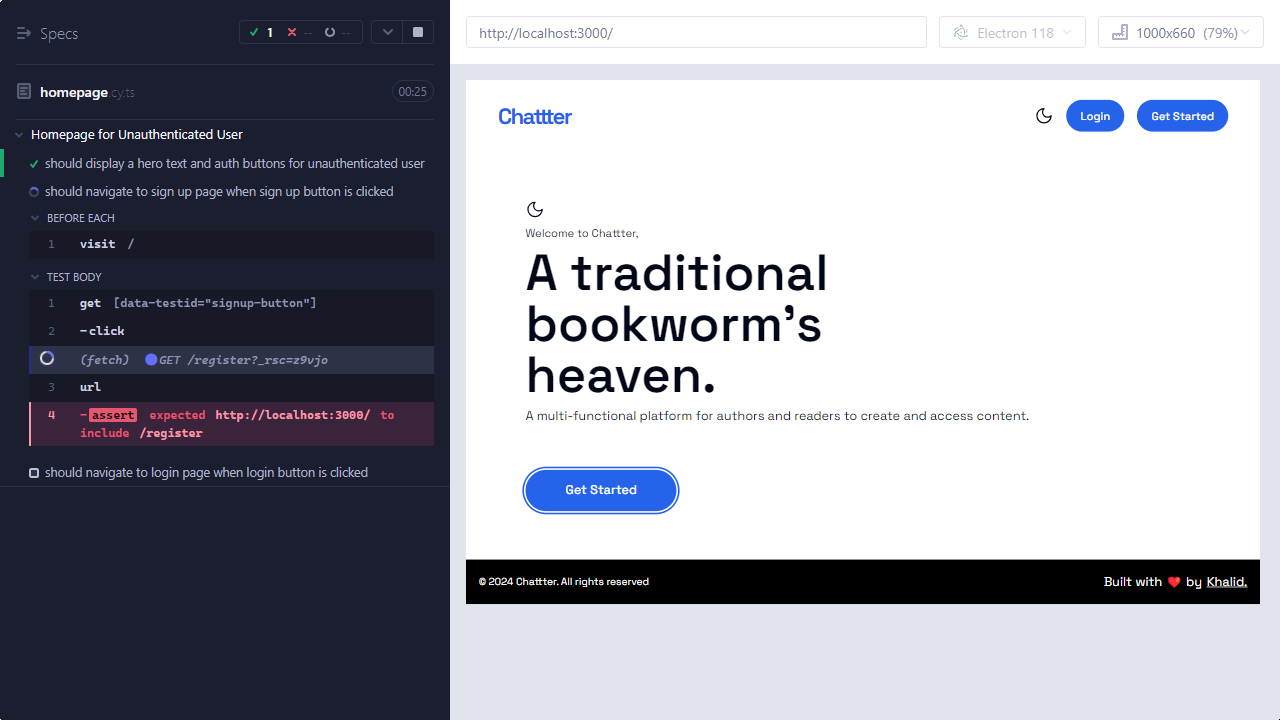 Specs
1 -- --
homepage.cy.ts 00:25
Homepage for Unauthenticated User
should display a hero text and auth buttons for unauthenticated user
should navigate to sign up page when sign up button is clicked
BEFORE EACH
1 visit /
TEST BODY
1 get [data-testid="signup-button"]
2 -click
(fetch) GET /register?_rsc=z9vjo
3 url
4 -assert expected http://localhost:3000/ to
include /register
should navigate to login page when login button is clicked
http://localhost:3000/
Electron 118
1000x660 (79%)
Chattter
Login
Get Started
Welcome to Chattter,
A traditional
bookworm's
heaven.
A multi-functional platform for authors and readers to create and access content.
Get Started
© 2024 Chattter. All rights reserved
Built with ❤️ by Khalid.